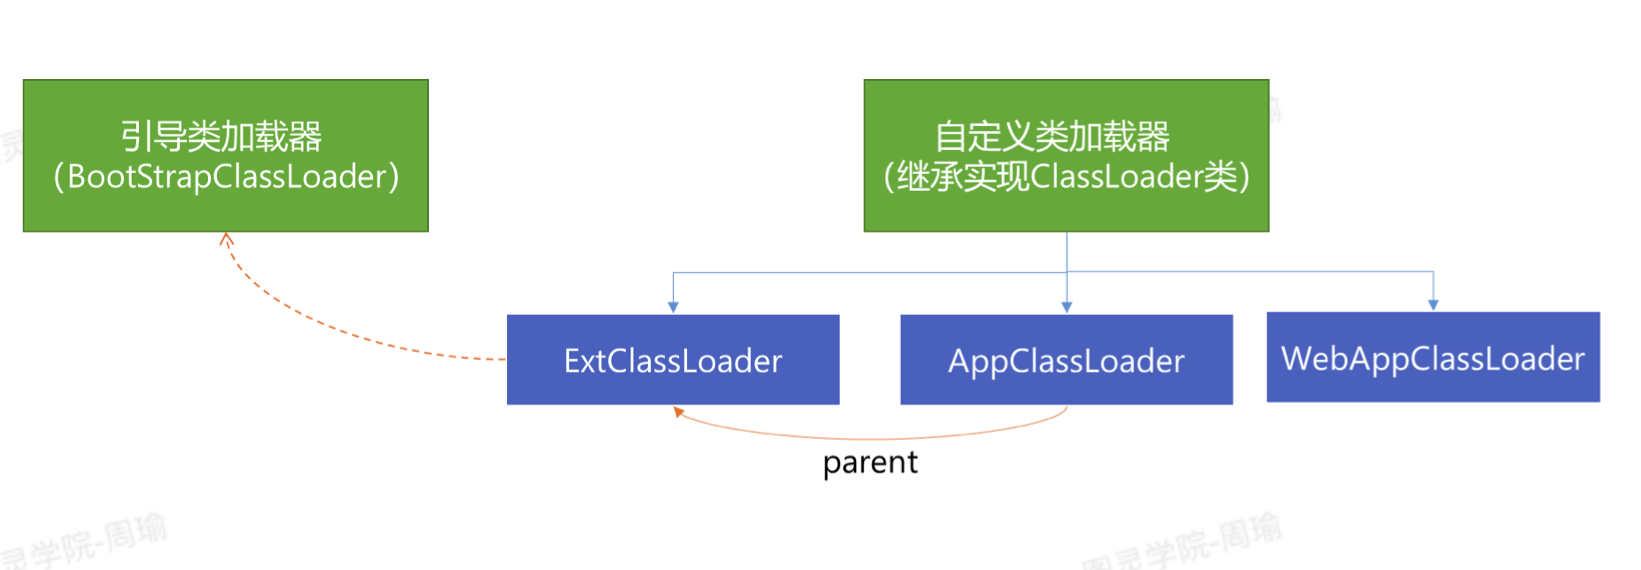 引导类加载器
（BootStrapClassLoader）
自定义类加载器
（继承实现ClassLoader类）
ExtClassLoader
AppClassLoader
WebAppClassLoader
parent
灵学院-周瑜
图灵学院-周瑜